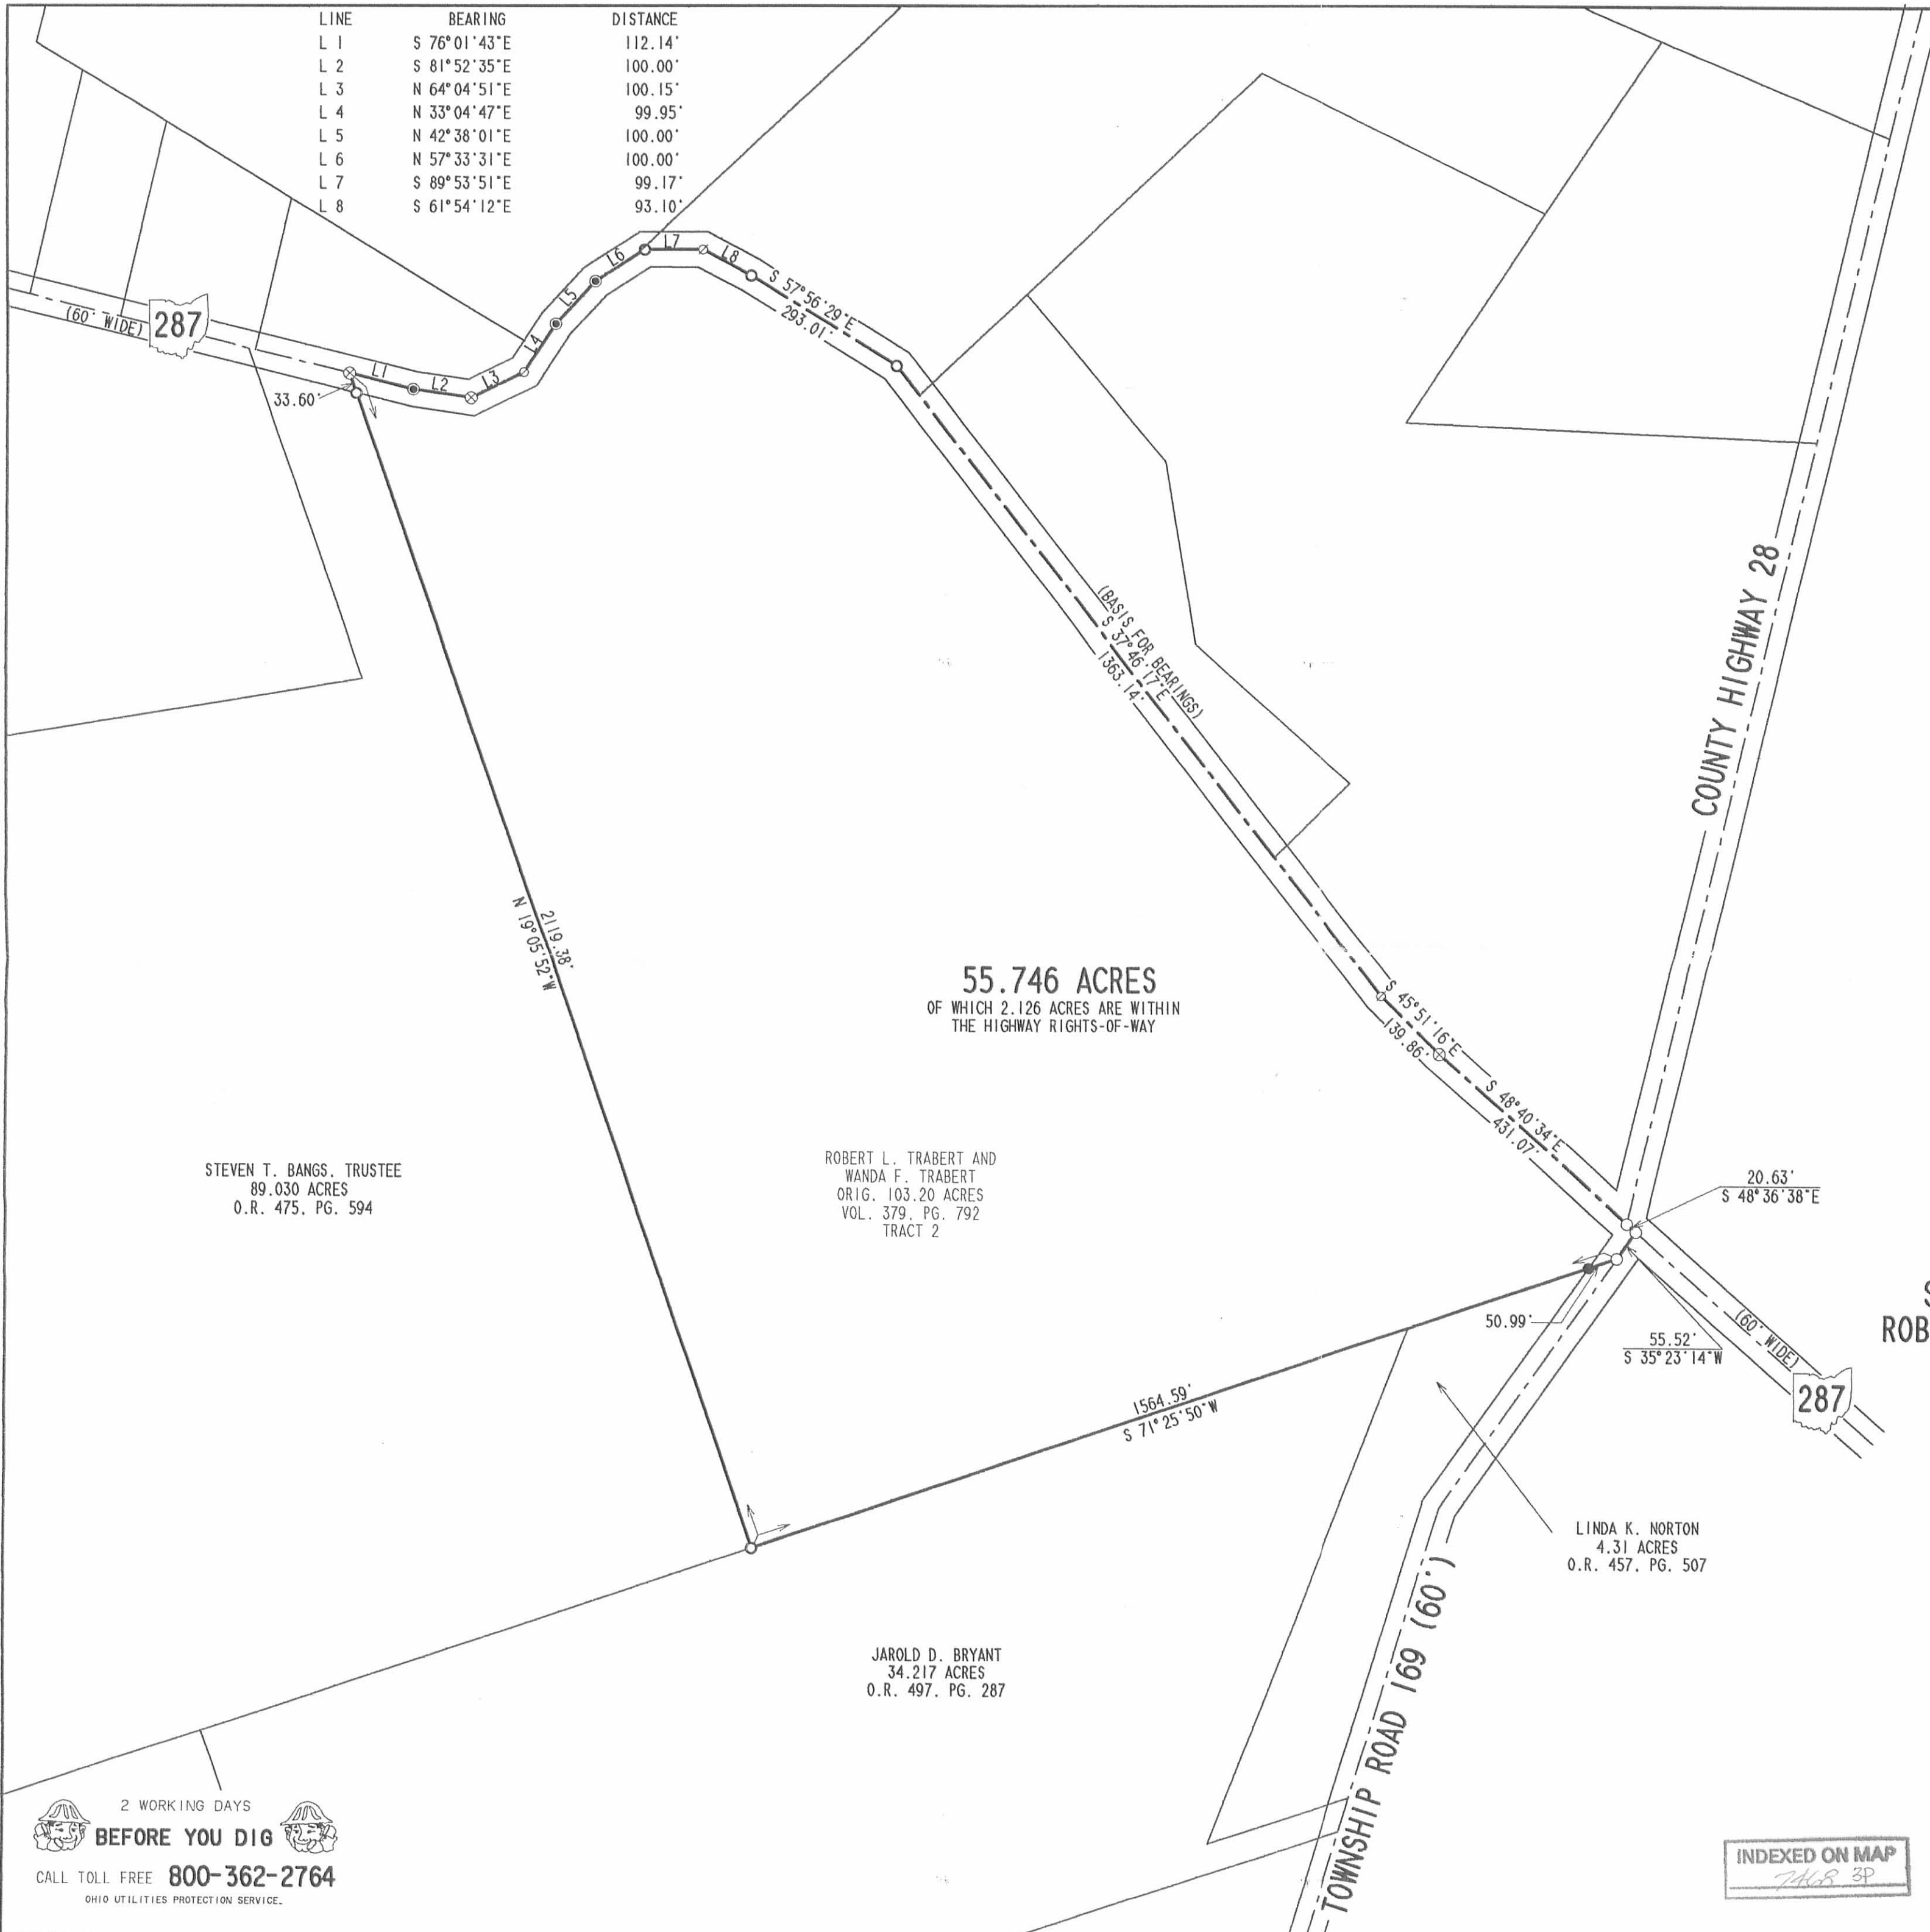 LINE BEARING DISTANCE
L 1 S 76°01'43"E 112.14'
L 2 S 81°52'35"E 100.00'
L 3 N 64°04'51"E 100.15'
L 4 N 33°04'47"E 99.95'
L 5 N 42°38'01"E 100.00'
L 6 N 57°33'31"E 100.00'
L 7 S 89°53'51"E 99.17'
L 8 S 61°54'12"E 93.10'
(60' WIDE)
287
33.60'
L1
L2
L3
L4
L5
L6
L7
L8
S 57°56'29"E
293.01'
(BASIS FOR BEARINGS)
S 37°46'17"E
1363.14'
COUNTY HIGHWAY 28
2119.38'
N 19°05'52"W
55.746 ACRES
OF WHICH 2.126 ACRES ARE WITHIN
THE HIGHWAY RIGHTS-OF-WAY
S 45°51'16"E
139.86'
S 48°40'34"E
431.07'
STEVEN T. BANGS, TRUSTEE
89.030 ACRES
O.R. 475, PG. 594
ROBERT L. TRABERT AND
WANDA F. TRABERT
ORIG. 103.20 ACRES
VOL. 379, PG. 792
TRACT 2
20.63'
S 48°36'38"E
50.99'
55.52'
S 35°23'14"W
(60' WIDE)
287
ROB
1564.59'
S 71°25'50"W
LINDA K. NORTON
4.31 ACRES
O.R. 457, PG. 507
JAROLD D. BRYANT
34.217 ACRES
O.R. 497, PG. 287
TOWNSHIP ROAD 169 (60')
2 WORKING DAYS
BEFORE YOU DIG
CALL TOLL FREE 800-362-2764
OHIO UTILITIES PROTECTION SERVICE.
INDEXED ON MAP
3P